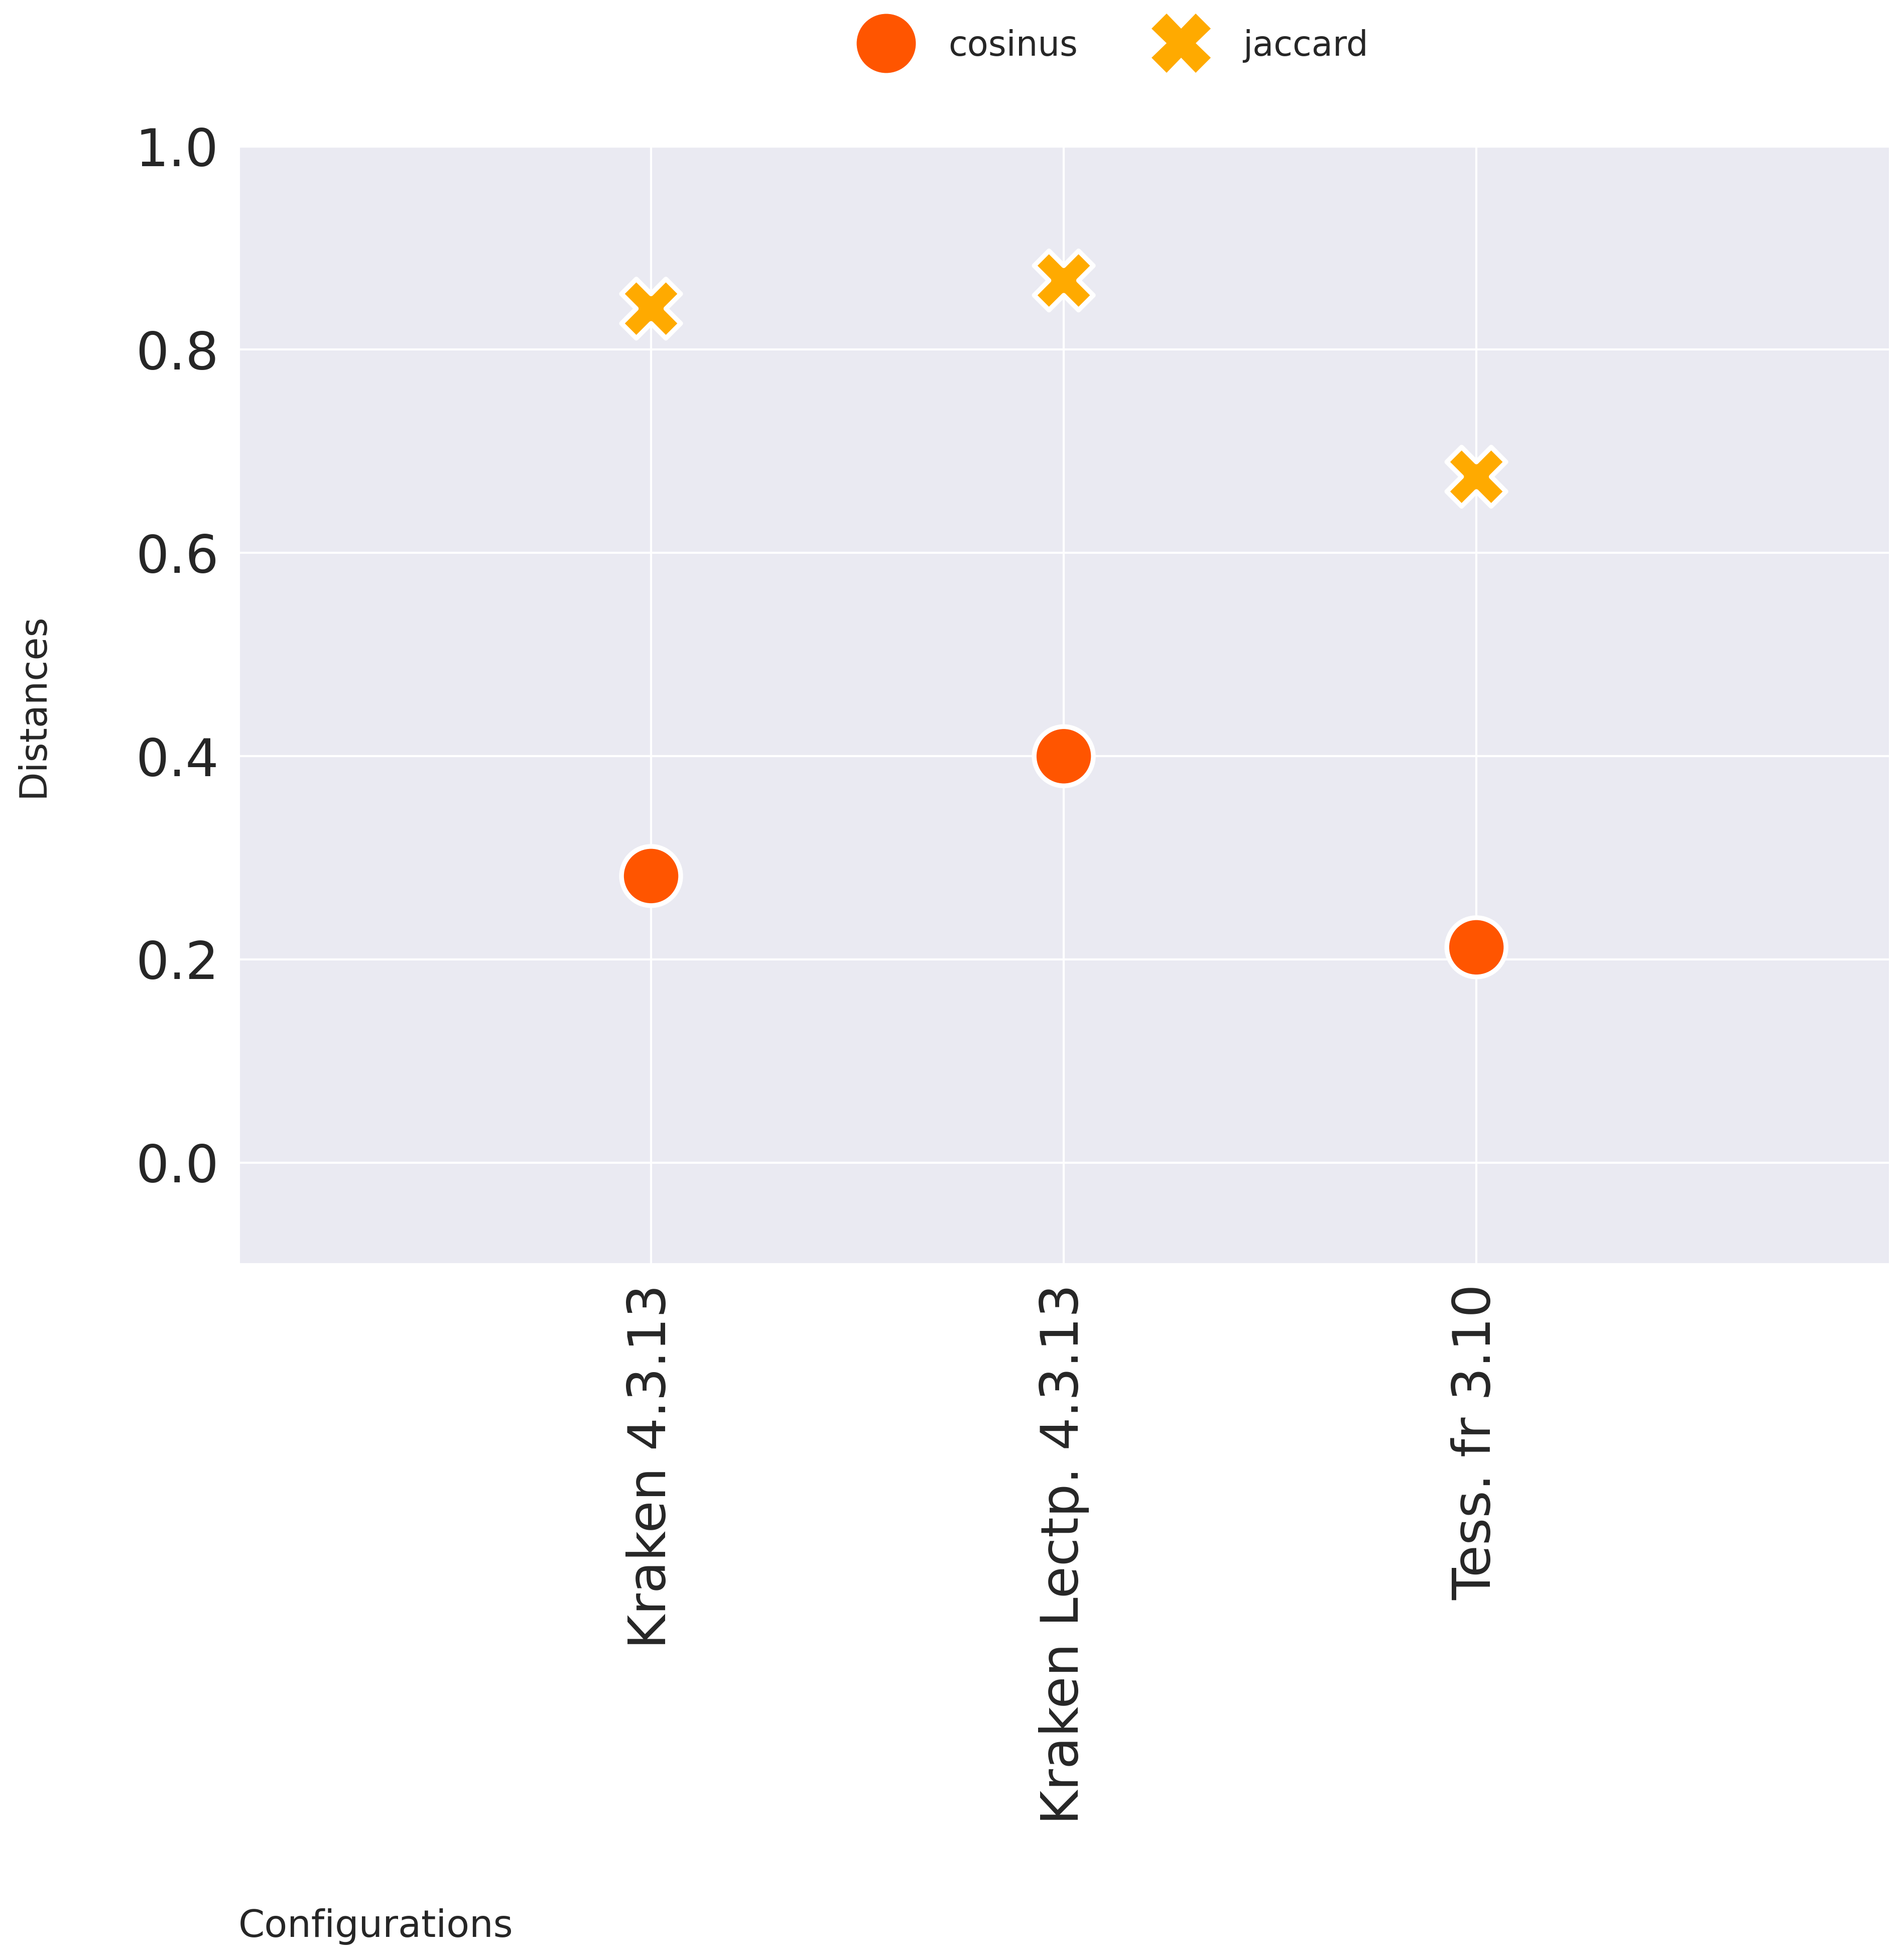 cosinus jaccard
1.0
0.8
0.6
0.4
0.2
0.0
Distances
Kraken 4.3.13
Kraken Lectp. 4.3.13
Tess. fr 3.10
Configurations